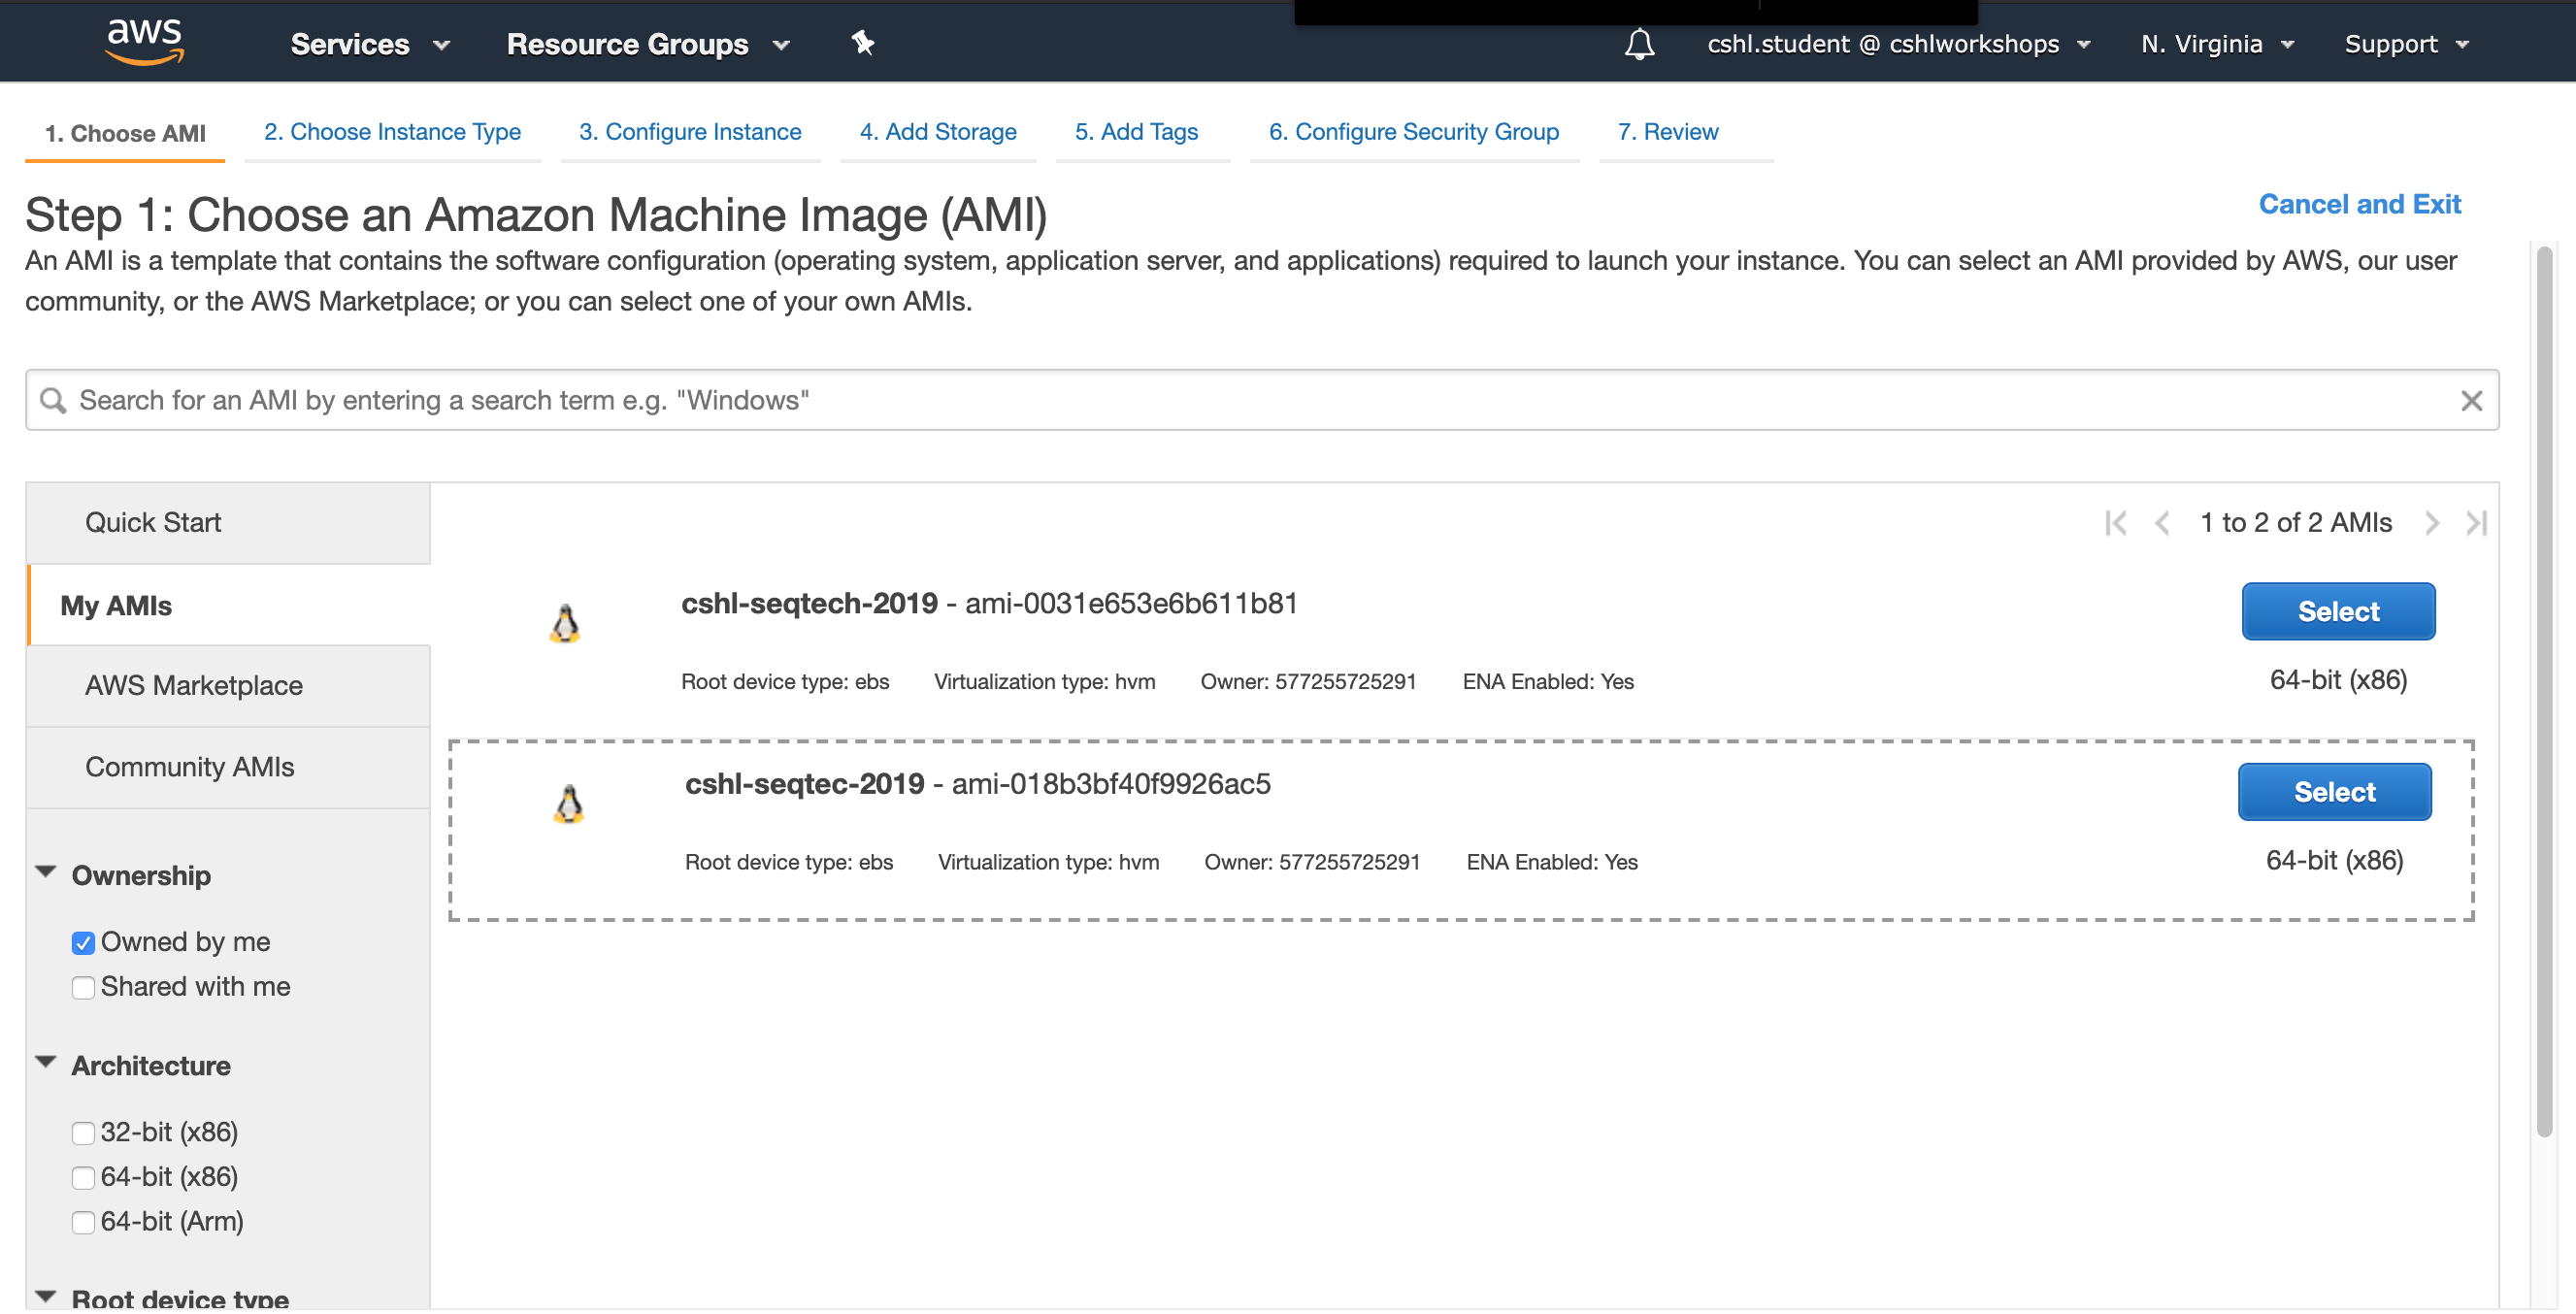 aws Services Resource Groups cshl.student @ cshlworkshops N. Virginia Support
1. Choose AMI 2. Choose Instance Type 3. Configure Instance 4. Add Storage 5. Add Tags 6. Configure Security Group 7. Review
Step 1: Choose an Amazon Machine Image (AMI)
Cancel and Exit
An AMI is a template that contains the software configuration (operating system, application server, and applications) required to launch your instance. You can select an AMI provided by AWS, our user
community, or the AWS Marketplace; or you can select one of your own AMIs.
Search for an AMI by entering a search term e.g. "Windows"
Quick Start
My AMIs
AWS Marketplace
Community AMIs
Ownership
Owned by me
Shared with me
Architecture
32-bit (x86)
64-bit (x86)
64-bit (Arm)
Root device type
1 to 2 of 2 AMIs
cshl-seqtech-2019 - ami-0031e653e6b611b81
Select
Root device type: ebs Virtualization type: hvm Owner: 577255725291 ENA Enabled: Yes
64-bit (x86)
cshl-seqtec-2019 - ami-018b3bf40f9926ac5
Select
Root device type: ebs Virtualization type: hvm Owner: 577255725291 ENA Enabled: Yes
64-bit (x86)